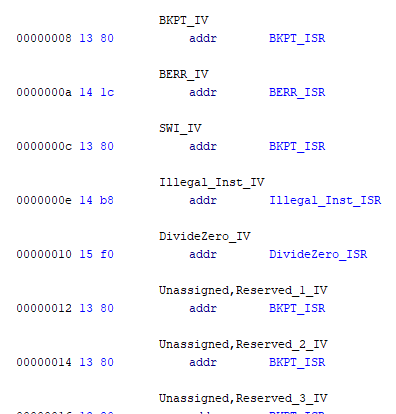 BKPT_IV
00000008 13 80 addr BKPT_ISR
BERR_IV
0000000a 14 1c addr BERR_ISR
SWI_IV
0000000c 13 80 addr BKPT_ISR
Illegal_Inst_IV
0000000e 14 b8 addr Illegal_Inst_ISR
DivideZero_IV
00000010 15 f0 addr DivideZero_ISR
Unassigned,Reserved_1_IV
00000012 13 80 addr BKPT_ISR
Unassigned,Reserved_2_IV
00000014 13 80 addr BKPT_ISR
Unassigned,Reserved_3_IV